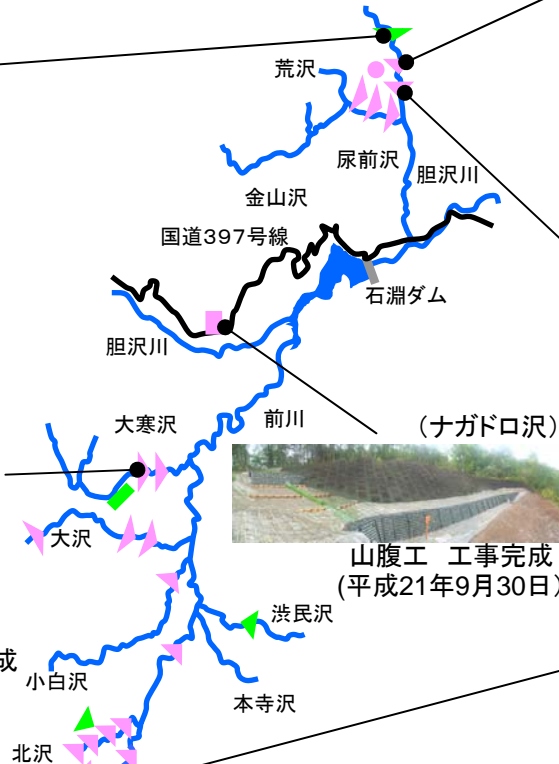 荒沢
尿前沢
胆沢川
金山沢
国道397号線
石淵ダム
胆沢川
前川
大寒沢
（ナガドロ沢）
大沢
山腹工 工事完成
(平成21年9月30日)
渋民沢
成
小白沢
本寺沢
北沢